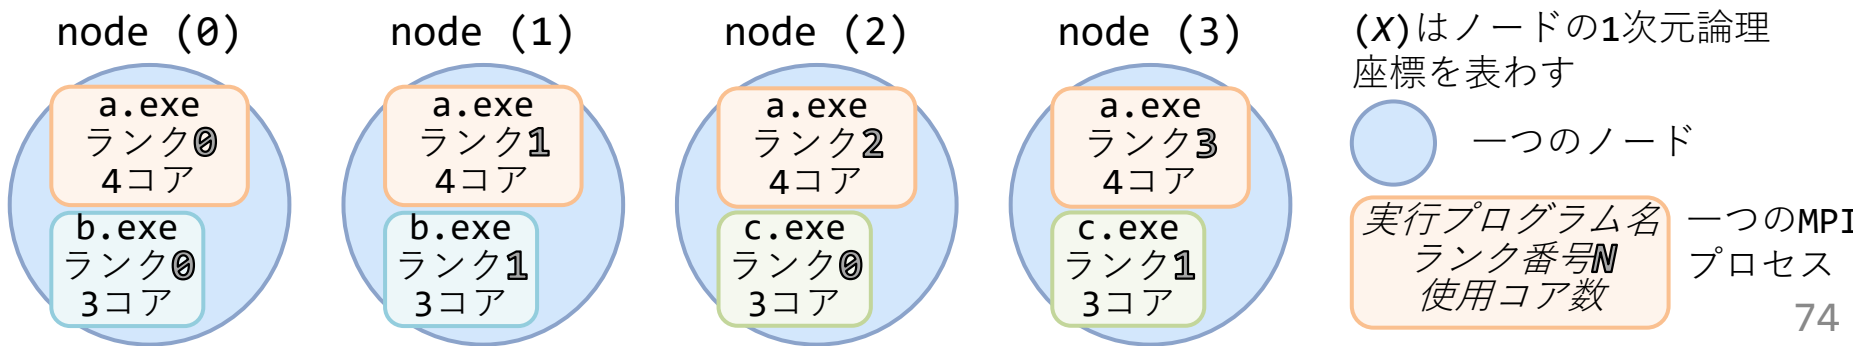 node (0)
a.exe
ランク0
4コア
b.exe
ランク0
3コア
node (1)
a.exe
ランク1
4コア
b.exe
ランク1
3コア
node (2)
a.exe
ランク2
4コア
c.exe
ランク0
3コア
node (3)
a.exe
ランク3
4コア
c.exe
ランク1
3コア
(X)はノードの1次元論理
座標を表わす
一つのノード
実行プログラム名
ランク番号N
使用コア数
一つのMPI
プロセス
74